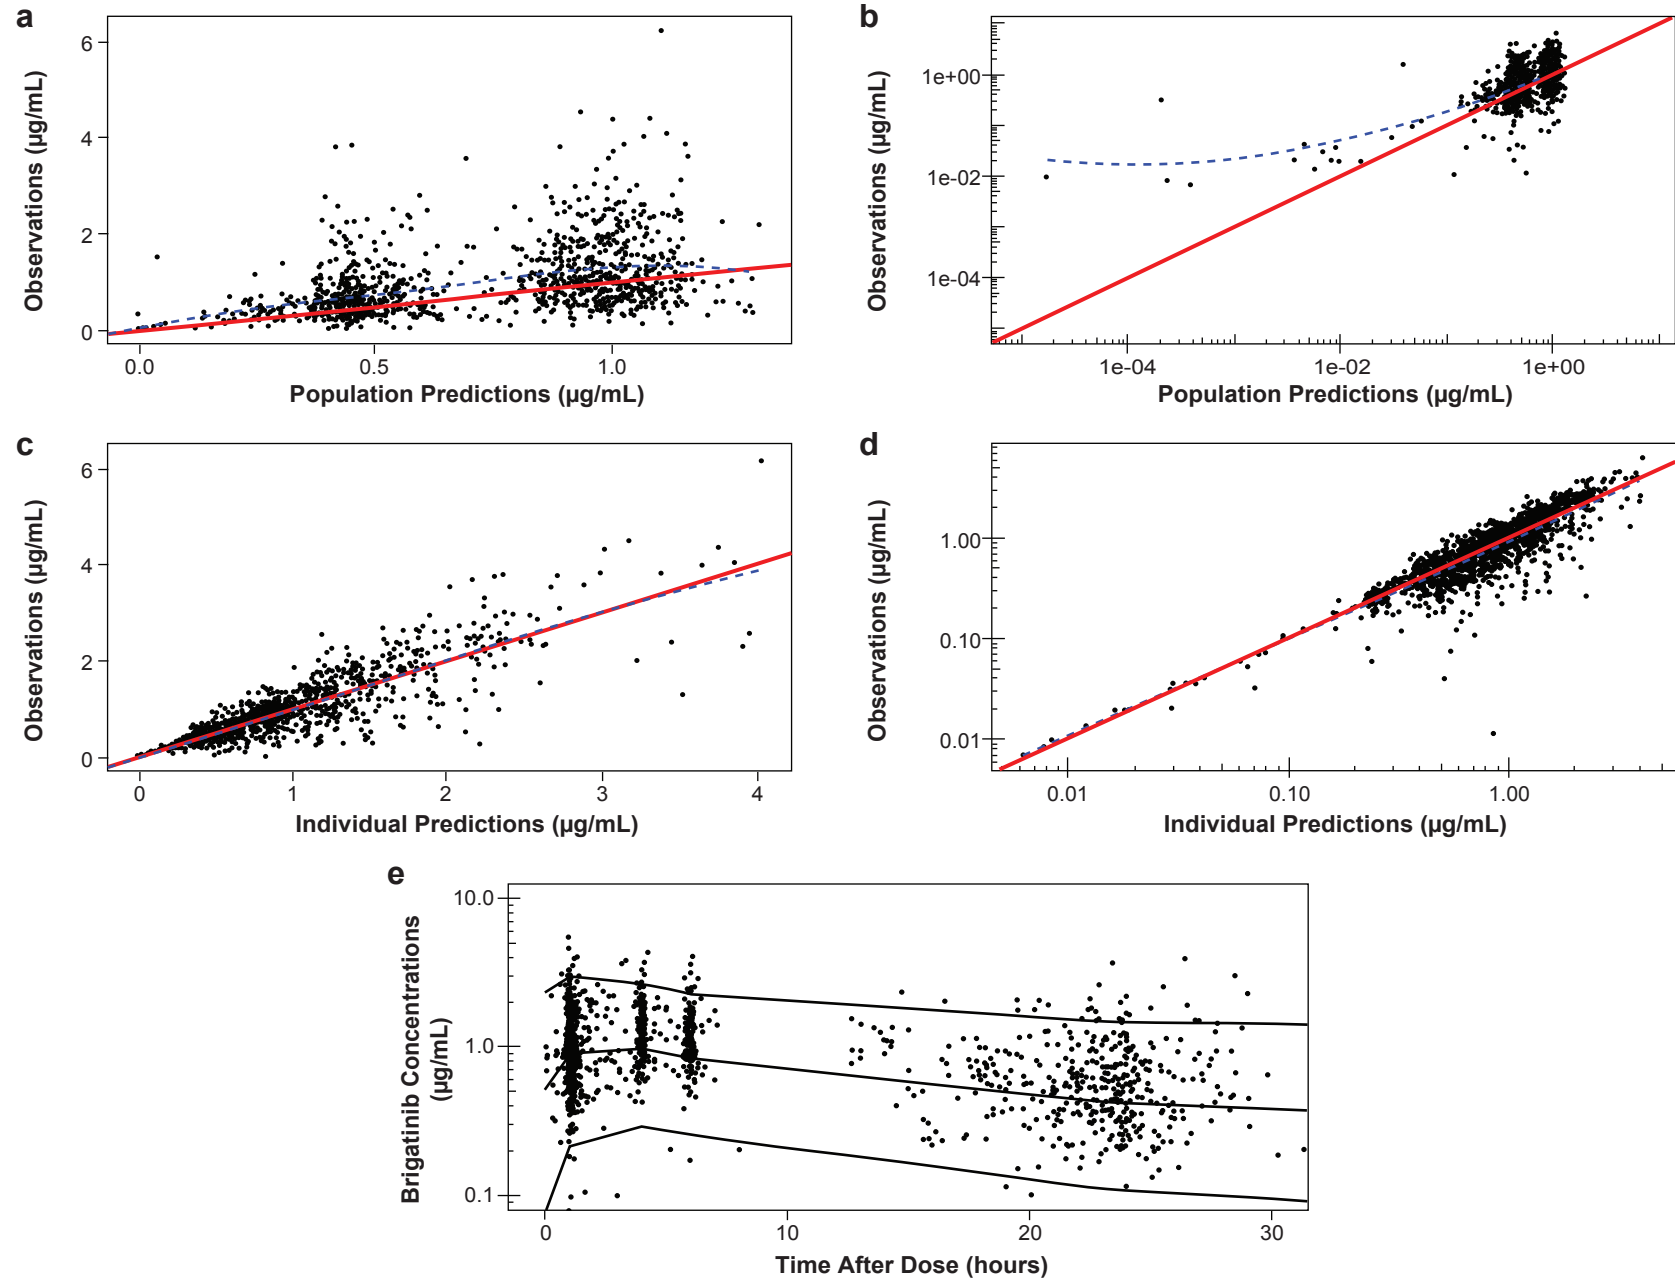 a
Observations (µg/mL)
6
4
2
0
0.0
0.5
1.0
Population Predictions (µg/mL)
b
Observations (µg/mL)
1e+00
1e-02
1e-04
1e-04
1e-02
1e+00
Population Predictions (µg/mL)
c
Observations (µg/mL)
6
4
2
0
0
1
2
3
4
Individual Predictions (µg/mL)
d
Observations (µg/mL)
1.00
0.10
0.01
0.01
0.10
1.00
Individual Predictions (µg/mL)
e
Brigatinib Concentrations
(µg/mL)
10.0
1.0
0.1
0
10
20
30
Time After Dose (hours)